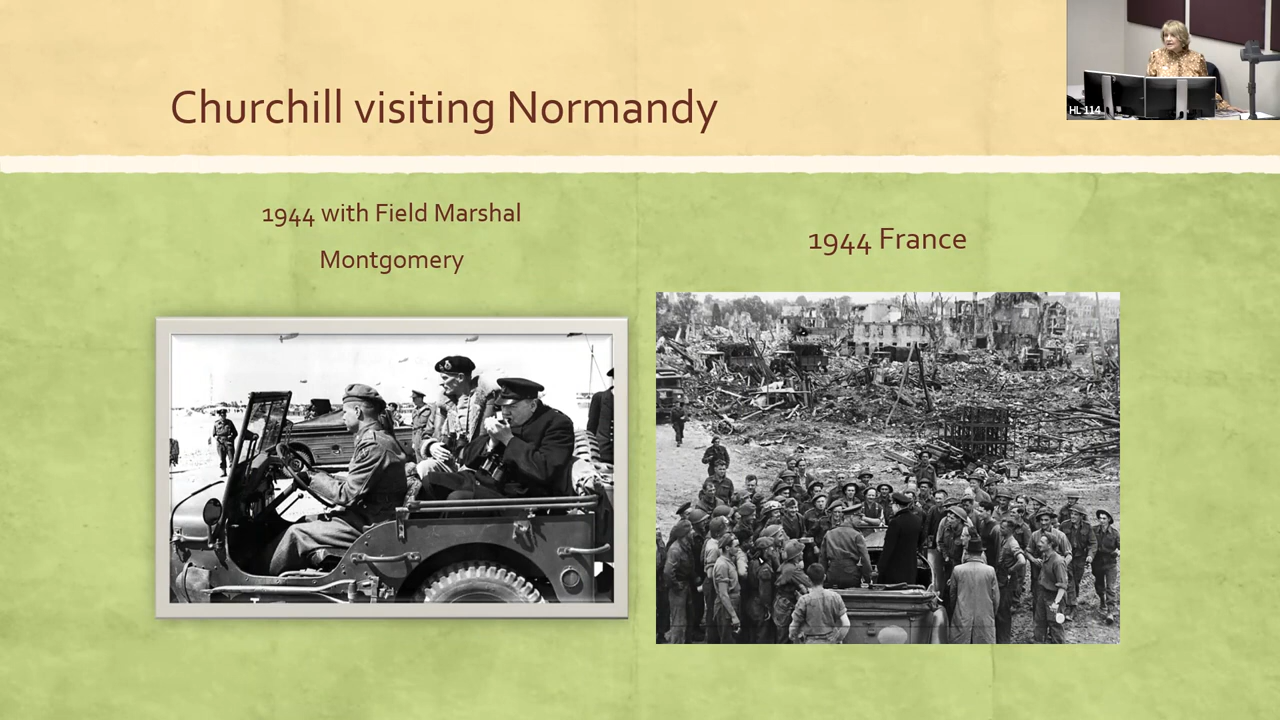 HL 114
Churchill visiting Normandy
1944 with Field Marshal
Montgomery
1944 France